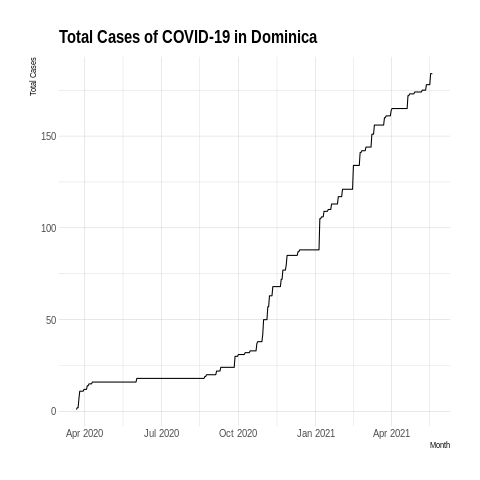 Total Cases of COVID-19 in Dominica
Total Cases
150
100
50
0
Apr 2020 Jul 2020 Oct 2020 Jan 2021 Apr 2021
Month